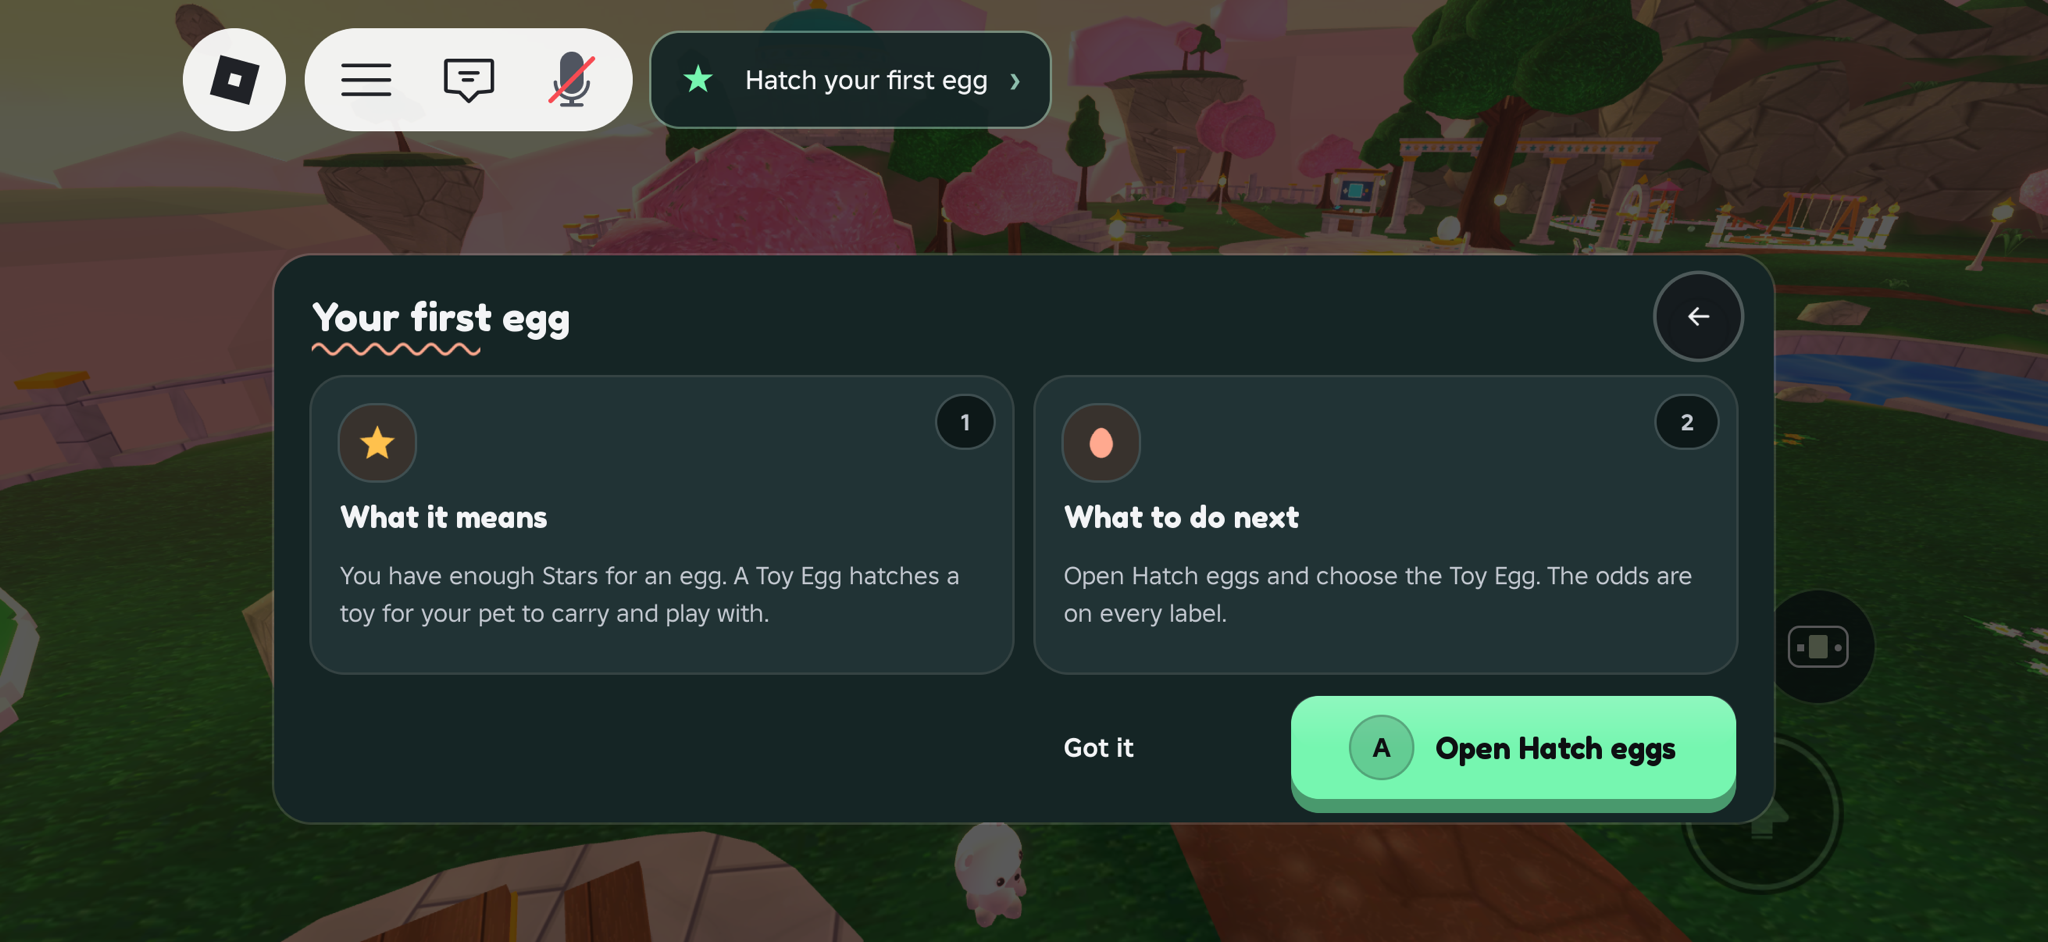 Hatch your first egg
Your first egg
1
What it means
You have enough Stars for an egg. A Toy Egg hatches a
toy for your pet to carry and play with.
2
What to do next
Open Hatch eggs and choose the Toy Egg. The odds are
on every label.
Got it
A Open Hatch eggs